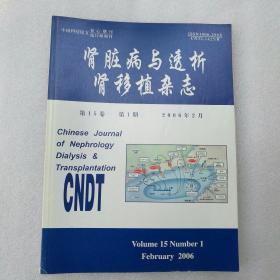 肾脏病与透析
肾移植杂志
第15卷 第1期 2006年2月
Chinese Journal
of Nephrology
Dialysis &
Transplantation
CNDT
Volume 15 Number 1
February 2006